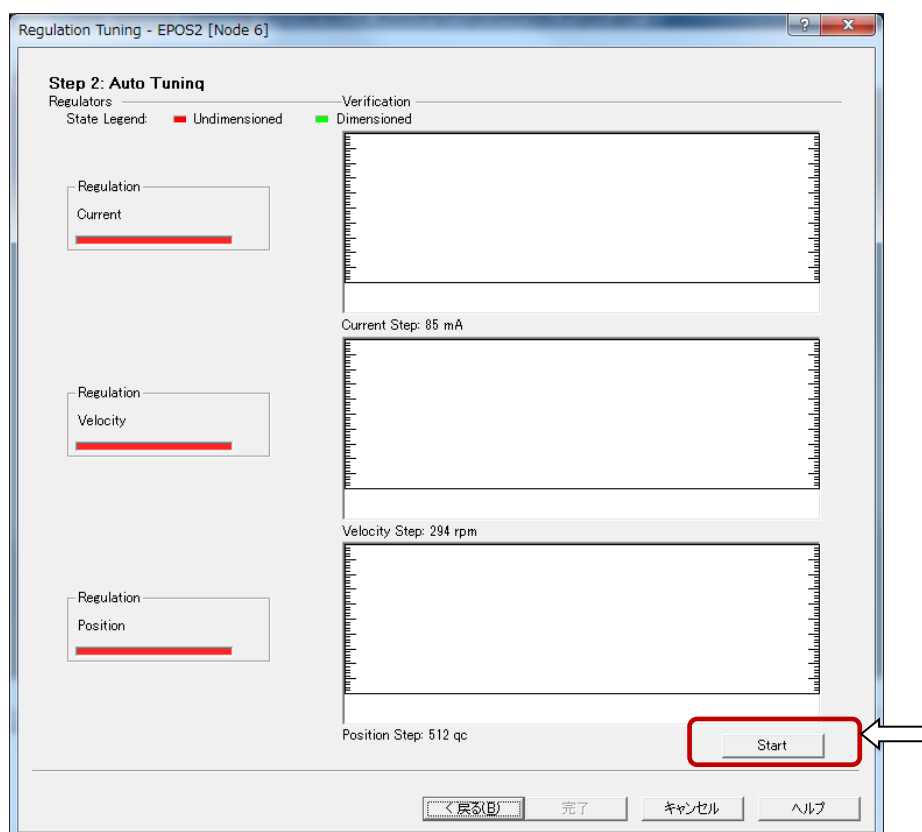 Regulation Tuning - EPOS2 [Node 6]
Step 2: Auto Tuning
Regulators
Verification
State Legend: Undimensioned Dimensioned
Regulation
Current
Current Step: 85 mA
Regulation
Velocity
Velocity Step: 294 rpm
Regulation
Position
Position Step: 512 qc
Start
< 戻る(B)
完了
キャンセル
ヘルプ